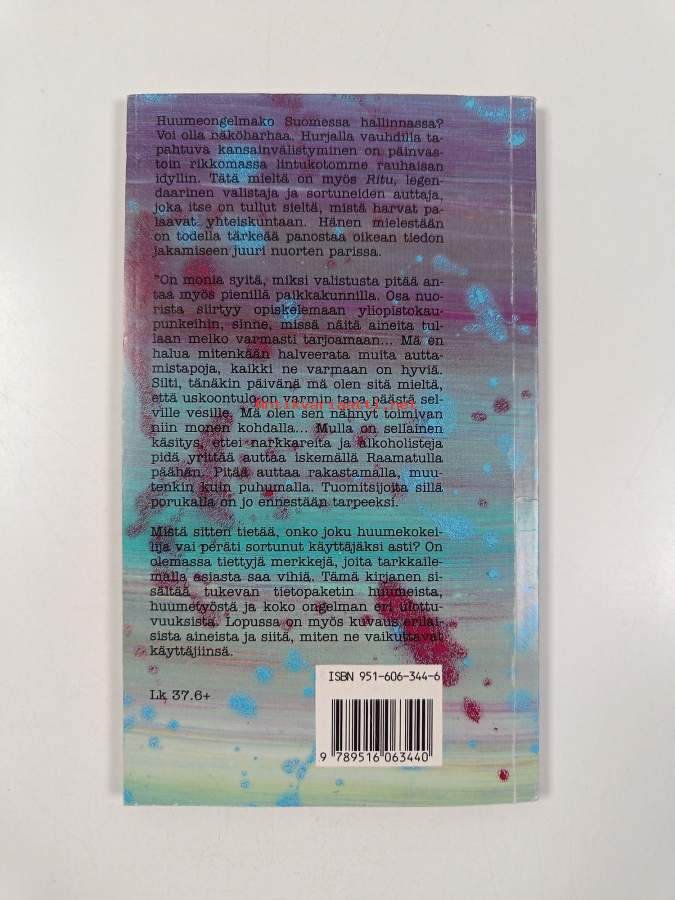 Huumeongelmako Suomessa hallinnassa?
Voi olla näköharhaa. Hurjalla vauhdilla ta-
pahtuva kansainvälistyminen on päinvas-
toin rikkomassa lintukotomme rauhaisan
idyllin. Tätä mieltä on myös Ritu, legen-
daarinen valistaja ja sortuneiden auttaja,
joka itse on tullut sieltä, mistä harvat pa-
laavat yhteiskuntaan. Hänen mielestään
on todella tärkeää panostaa oikean tiedon
jakamiseen juuri nuorten parissa.
"On monia syitä, miksi valistusta pitää an-
taa myös pienillä paikkakunnilla. Osa nuo-
rista siirtyy opiskelemaan yliopistokau-
punkeihin, sinne, missä näitä aineita tul-
laan melko varmasti tarjoamaan... Mä en
halua mitenkään halveerata muita autta-
mistapoja, kaikki ne varmaan on hyviä.
Silti, tänäkin päivänä mä olen sitä mieltä,
että uskoontulo on varmin tapa päästä sel-
ville vesille. Mä olen sen nähnyt toimivan
niin monen kohdalla... Mulla on sellainen
käsitys, ettei narkkareita ja alkoholisteja
pidä yrittää auttaa iskemällä Raamatulla
päähän. Pitää auttaa rakastamalla, muu-
tenkin kuin puhumalla. Tuomitsijoita sillä
porukalla on jo ennestään tarpeeksi.
Mistä sitten tietää, onko joku huumekokei-
lija vai peräti sortunut käyttäjäksi asti? On
olemassa tiettyjä merkkejä, joita tarkkaile-
malla asiasta saa vihiä. Tämä kirjanen si-
sältää tukevan tietopaketin huumeista,
huumetyöstä ja koko ongelman eri ulottu-
vuuksista. Lopussa on myös kuvaus erilai-
sista aineista ja siitä, miten ne vaikuttavat
käyttäjiinsä.
Lk 37.6+
ISBN 951-606-344-6
9 789516 063440
Antikvariaatti.net